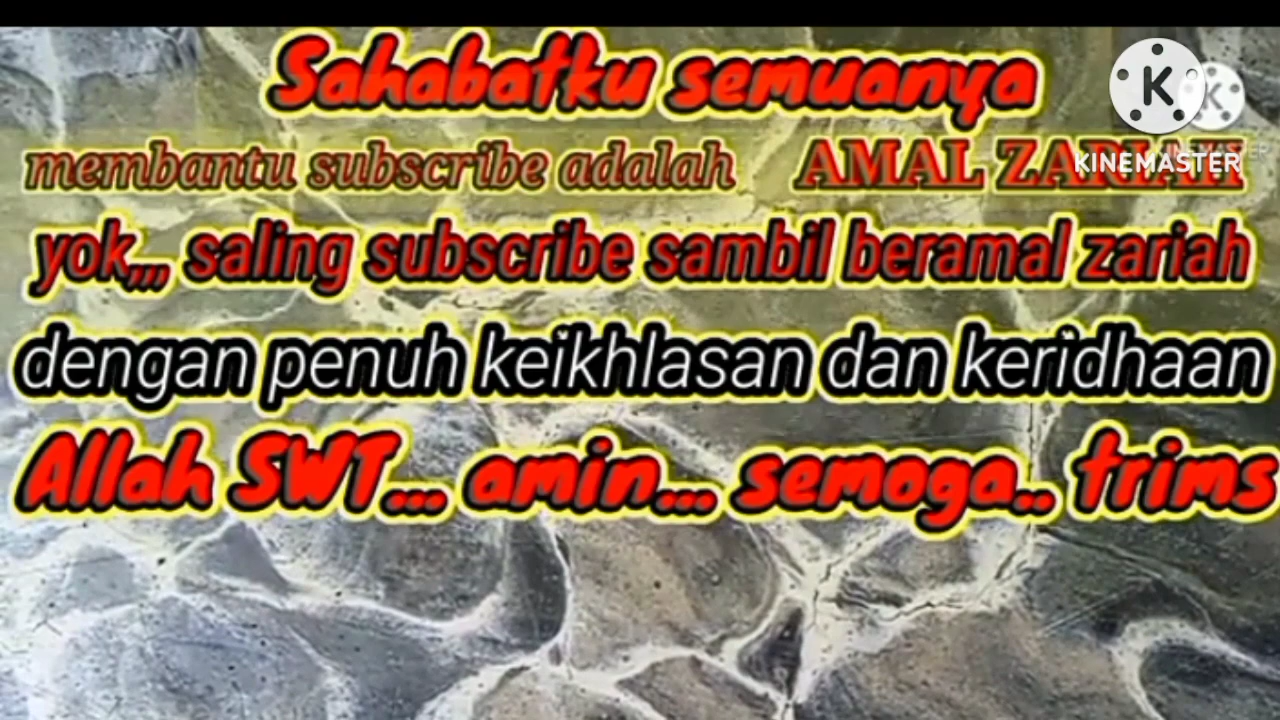 Sahabatku semuanya
membantu subscribe adalah AMAL ZARIAH
yok,,, saling subscribe sambil beramal zariah
dengan penuh keikhlasan dan keridhaan
Allah SWT... amin... semoga.. trims
K
K
KINEMASTER
KINEMASTER